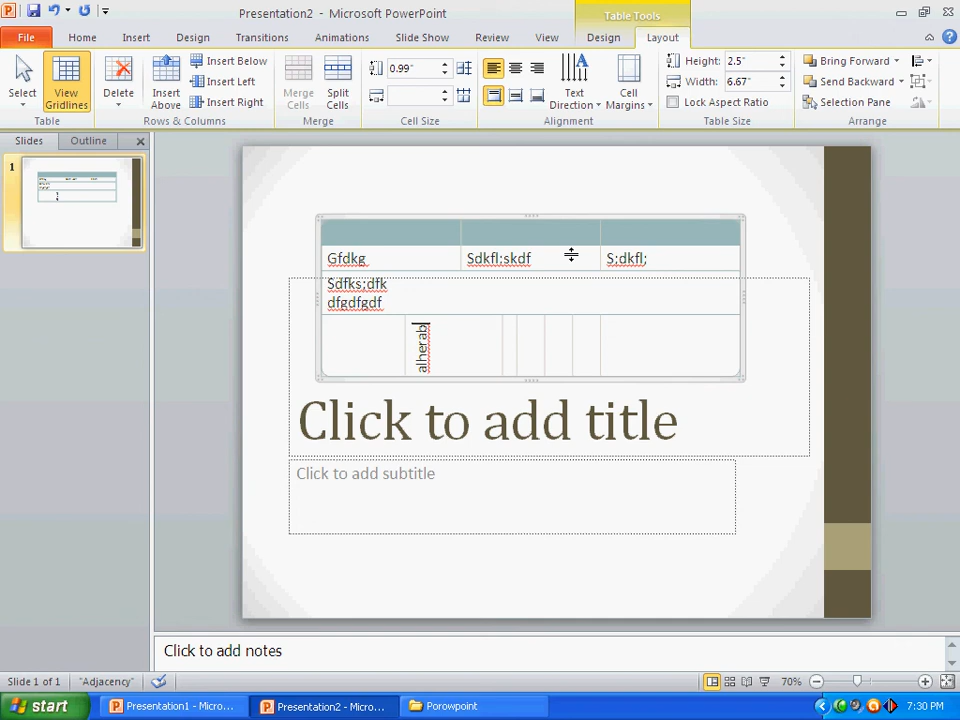 Presentation2 - Microsoft PowerPoint
Table Tools
File Home Insert Design Transitions Animations Slide Show Review View Design Layout
Select
View Gridlines
Table
Delete
Insert Above
Insert Below
Insert Left
Insert Right
Rows & Columns
Merge Cells
Split Cells
Merge
0.99"
Cell Size
Text Direction
Cell Margins
Alignment
Height: 2.5"
Width: 6.67"
Lock Aspect Ratio
Table Size
Bring Forward
Send Backward
Selection Pane
Arrange
Slides Outline
1
Gfdkg Sdkfl;skdf S;dkfl;
Sdfks;dfk
dfgdfgdf
alherab
Click to add title
Click to add subtitle
Click to add notes
Slide 1 of 1 "Adjacency" 70%
start Presentation1 - Micro... Presentation2 - Micro... Porowpoint 7:30 PM